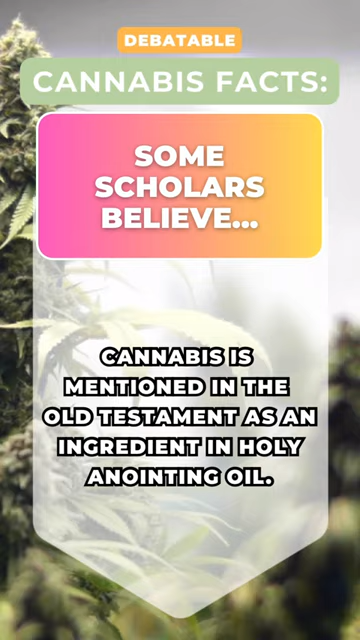 DEBATABLE
CANNABIS FACTS:
SOME
SCHOLARS
BELIEVE...
CANNABIS IS
MENTIONED IN THE
OLD TESTAMENT AS AN
INGREDIENT IN HOLY
ANOINTING OIL.